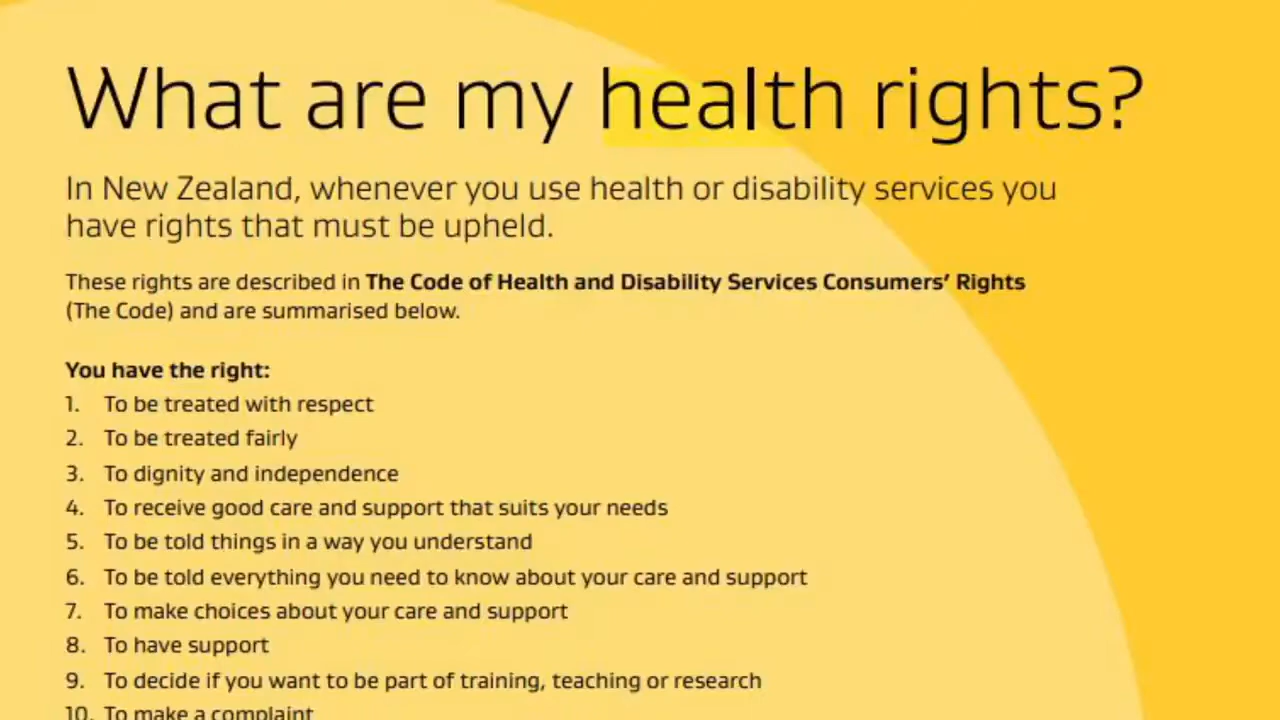 What are my health rights?
In New Zealand, whenever you use health or disability services you
have rights that must be upheld.
These rights are described in The Code of Health and Disability Services Consumers’ Rights
(The Code) and are summarised below.
You have the right:
1. To be treated with respect
2. To be treated fairly
3. To dignity and independence
4. To receive good care and support that suits your needs
5. To be told things in a way you understand
6. To be told everything you need to know about your care and support
7. To make choices about your care and support
8. To have support
9. To decide if you want to be part of training, teaching or research
10. To make a complaint